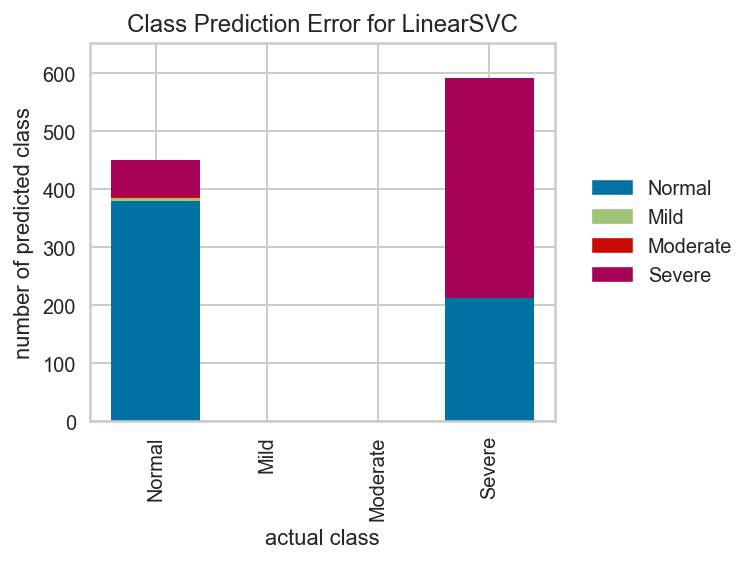 Class Prediction Error for LinearSVC
number of predicted class
600
500
400
300
200
100
0
Normal
Mild
Moderate
Severe
actual class
Normal
Mild
Moderate
Severe